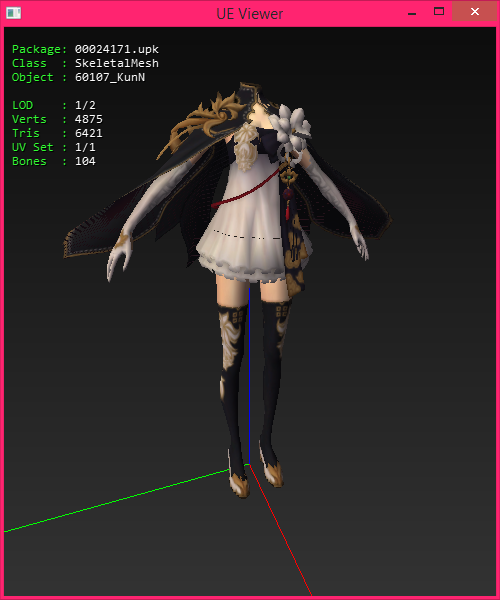 UE Viewer
Package: 00024171.upk
Class : SkeletalMesh
Object : 60107_KunN
LOD : 1/2
Verts : 4875
Tris : 6421
UV Set : 1/1
Bones : 104